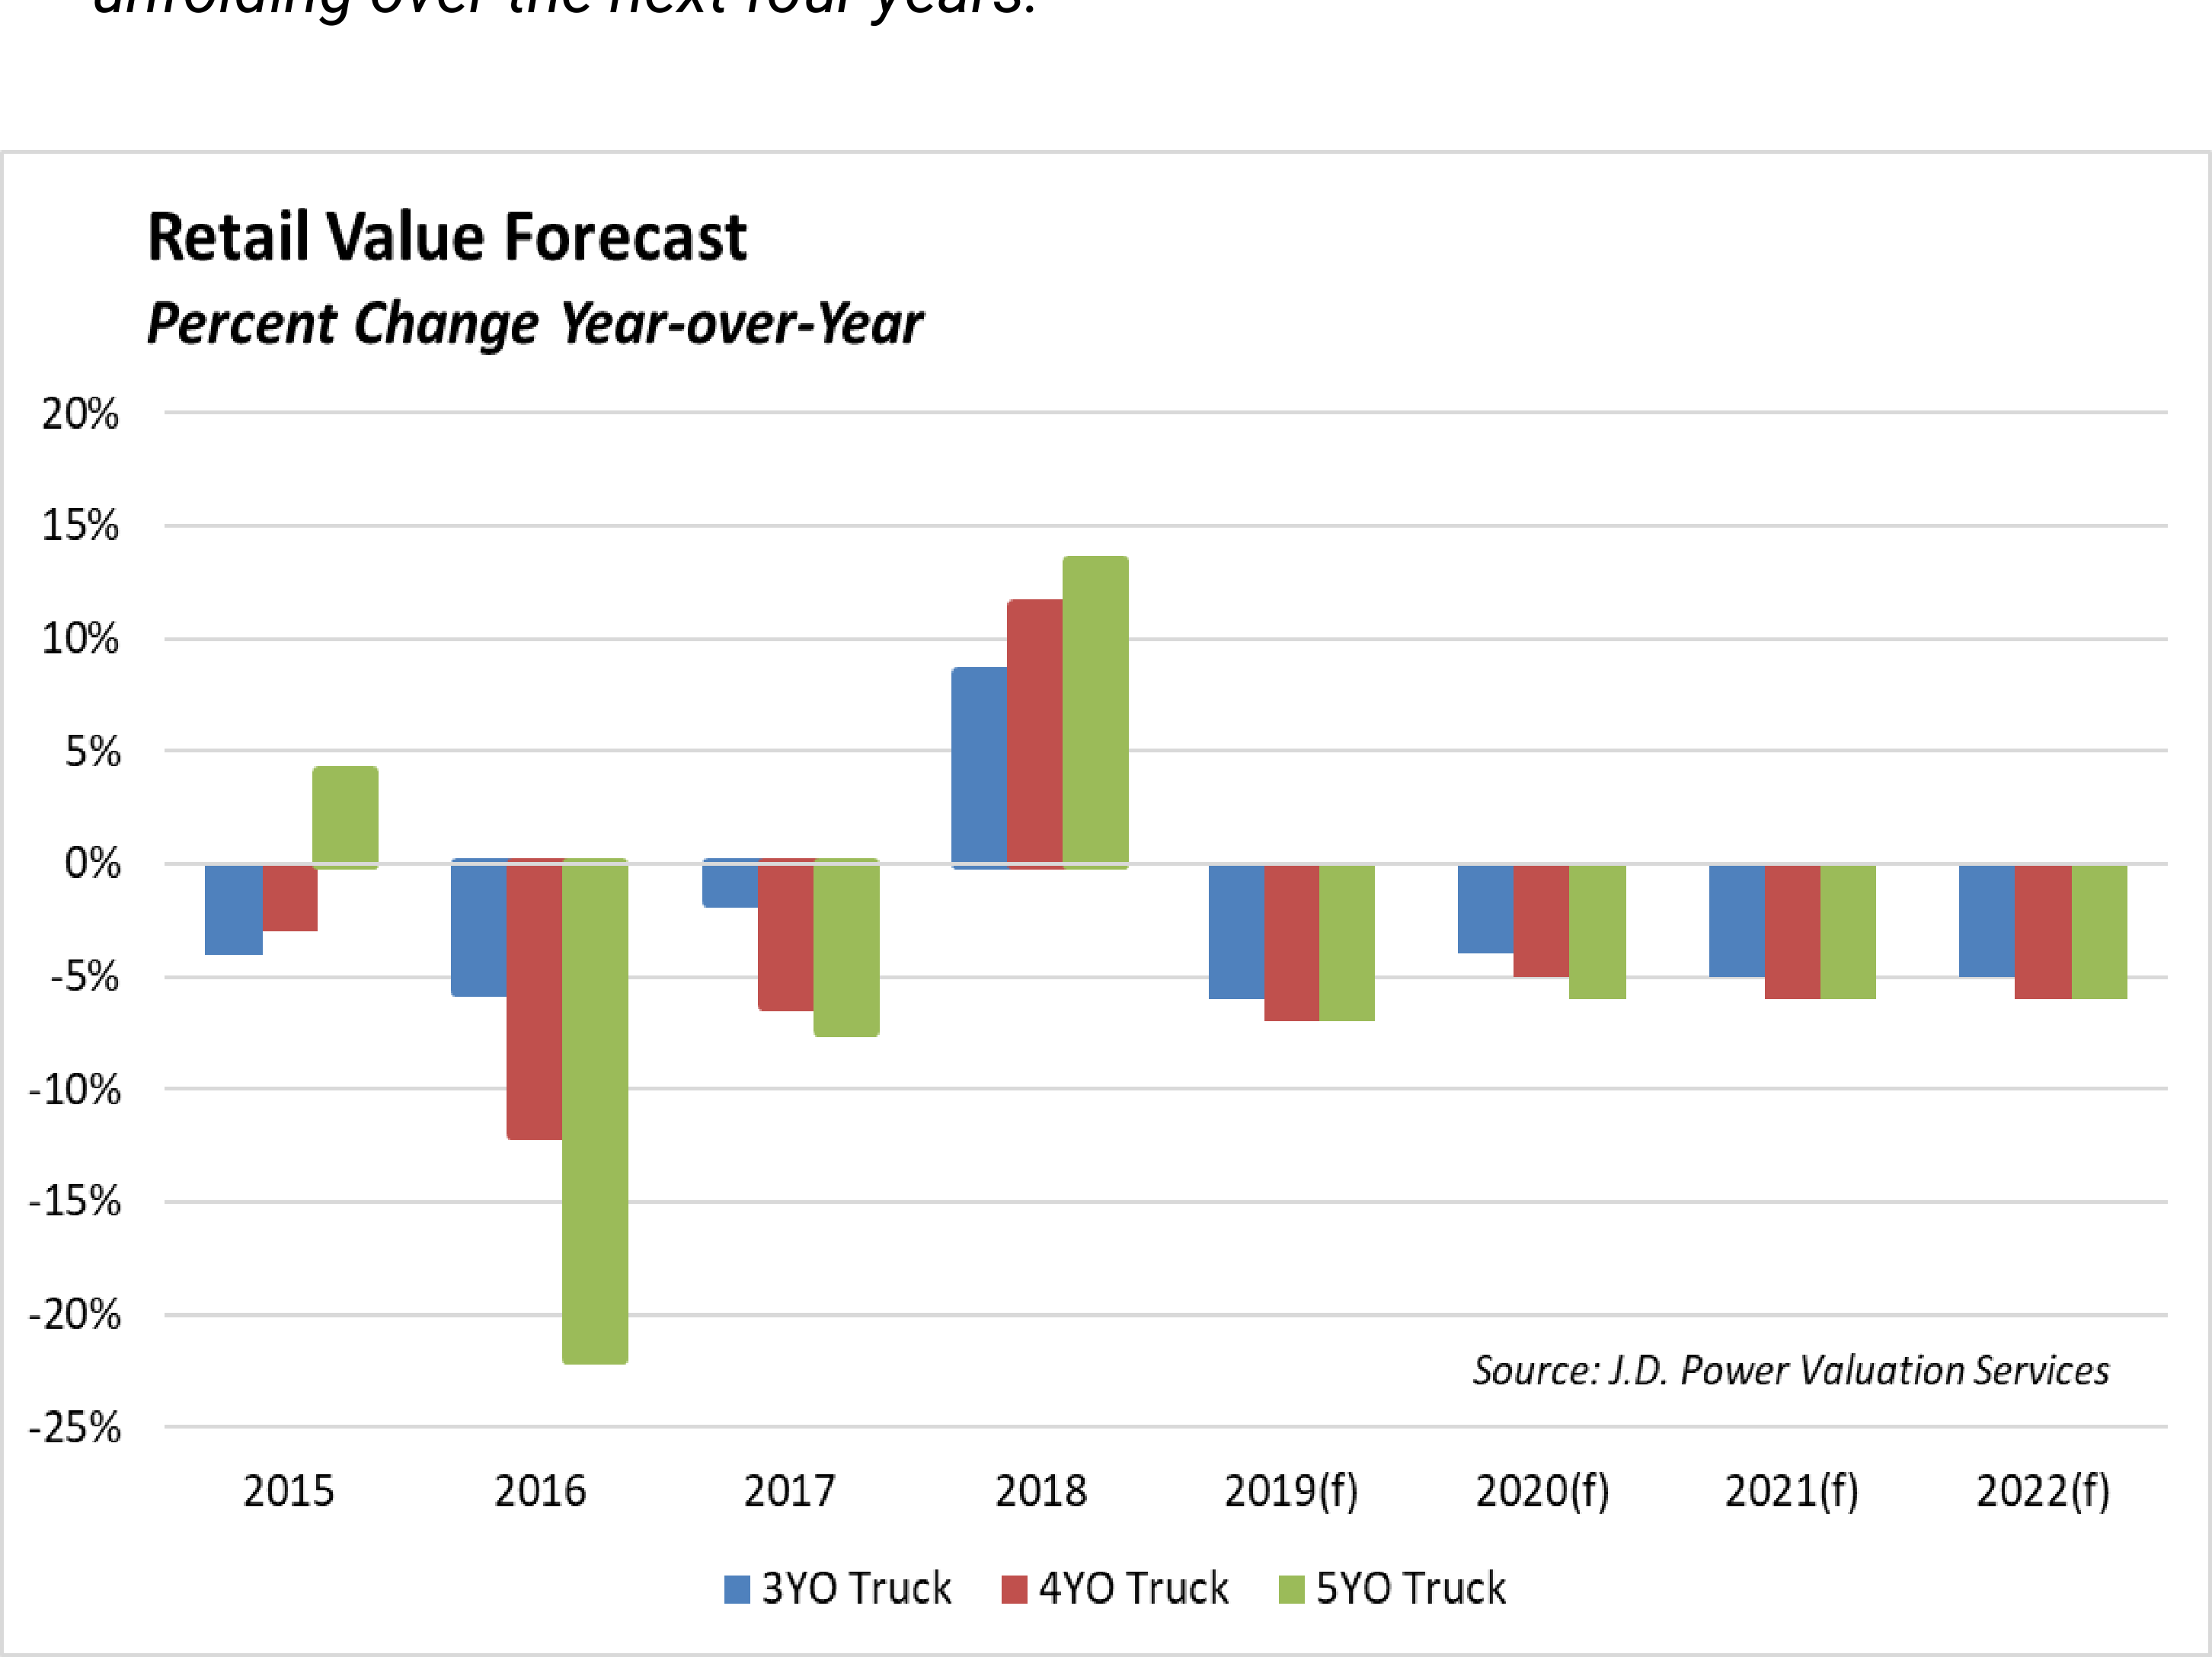 unfolding over the next four years.
Retail Value Forecast
Percent Change Year-over-Year
20%
15%
10%
5%
0%
-5%
-10%
-15%
-20%
-25%
Source: J.D. Power Valuation Services
2015 2016 2017 2018 2019(f) 2020(f) 2021(f) 2022(f)
3YO Truck 4YO Truck 5YO Truck